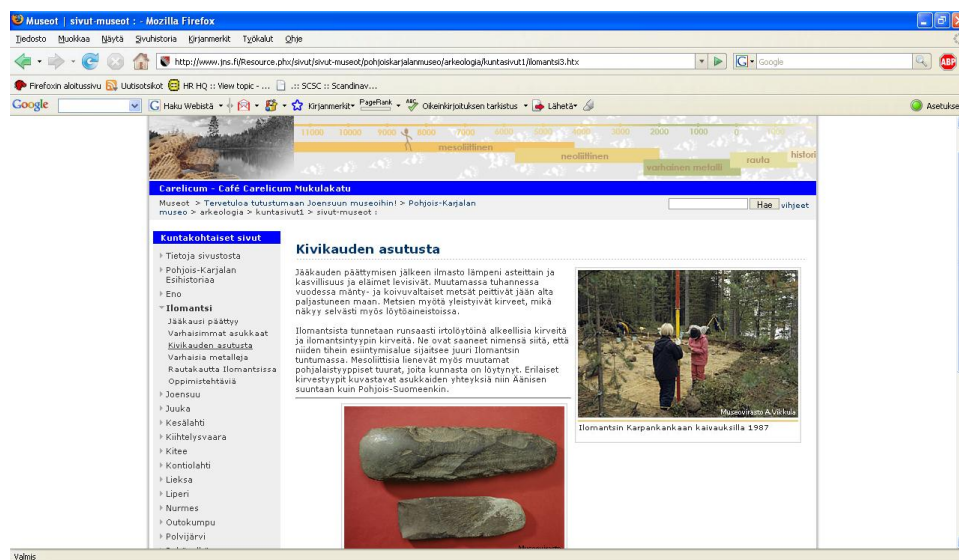 Museot | sivut-museot : - Mozilla Firefox
Tiedosto Muokkaa Näytä Sivuhistoria Kirjanmerkit Työkalut Ohje
http://www.jns.fi/Resource.phx/sivut/sivut-museot/pohjoiskarjalanmuseo/arkeologia/kuntasivut1/ilomantsi3.htx
Google
ABP
Firefoxin aloitussivu Uutisotsikot HR HQ :: View topic - ... .:: SCSC :: Scandinav...
Google Haku Webistä Kirjanmerkit PageRank Oikeinkirjoituksen tarkistus Lähetä Asetukse
11000 10000 9000 8000 7000 6000 5000 4000 3000 2000 1000 0
mesoliittinen
neoliittinen
varhainen metalli
rauta
histori
Carelicum - Café Carelicum Mukulakatu
Museot > Tervetuloa tutustumaan Joensuun museoihin! > Pohjois-Karjalan
museo > arkeologia > kuntasivut1 > sivut-museot :
Hae vihjeet
Kuntakohtaiset sivut
Tietoja sivustosta
Pohjois-Karjalan
Esihistoriaa
Eno
Ilomantsi
Jääkausi päättyy
Varhaisimmat asukkaat
Kivikauden asutusta
Varhaisia metalleja
Rautakautta Ilomantsissa
Oppimistehtäviä
Joensuu
Juuka
Kesälahti
Kiihtelysvaara
Kitee
Kontiolahti
Lieksa
Liperi
Nurmes
Outokumpu
Polvijärvi
Kivikauden asutusta
Jääkauden päättymisen jälkeen ilmasto lämpeni asteittain ja
kasvillisuus ja eläimet levisivät. Muutamassa tuhannessa
vuodessa mänty- ja koivuvaltaiset metsät peittivät jään alta
paljastuneen maan. Metsien myötä yleistyivät kirveet, mikä
näkyy selvästi myös löytöaineistoissa.
Ilomantsista tunnetaan runsaasti irtolöytöinä alkeellisia kirveitä
ja ilomantsintyypin kirveitä. Ne ovat saaneet nimensä siitä, että
niiden tihein esiintymisalue sijaitsee juuri Ilomantsin
tuntumassa. Mesoliittisia lienevät myös muutamat
pohjalaistyyppiset tuurat, joita kunnasta on löytynyt. Erilaiset
kirvestyypit kuvastavat asukkaiden yhteyksiä niin Äänisen
suuntaan kuin Pohjois-Suomeenkin.
Museovirasto A.Vikkula
Ilomantsin Karpankankaan kaivauksilla 1987
Valmis